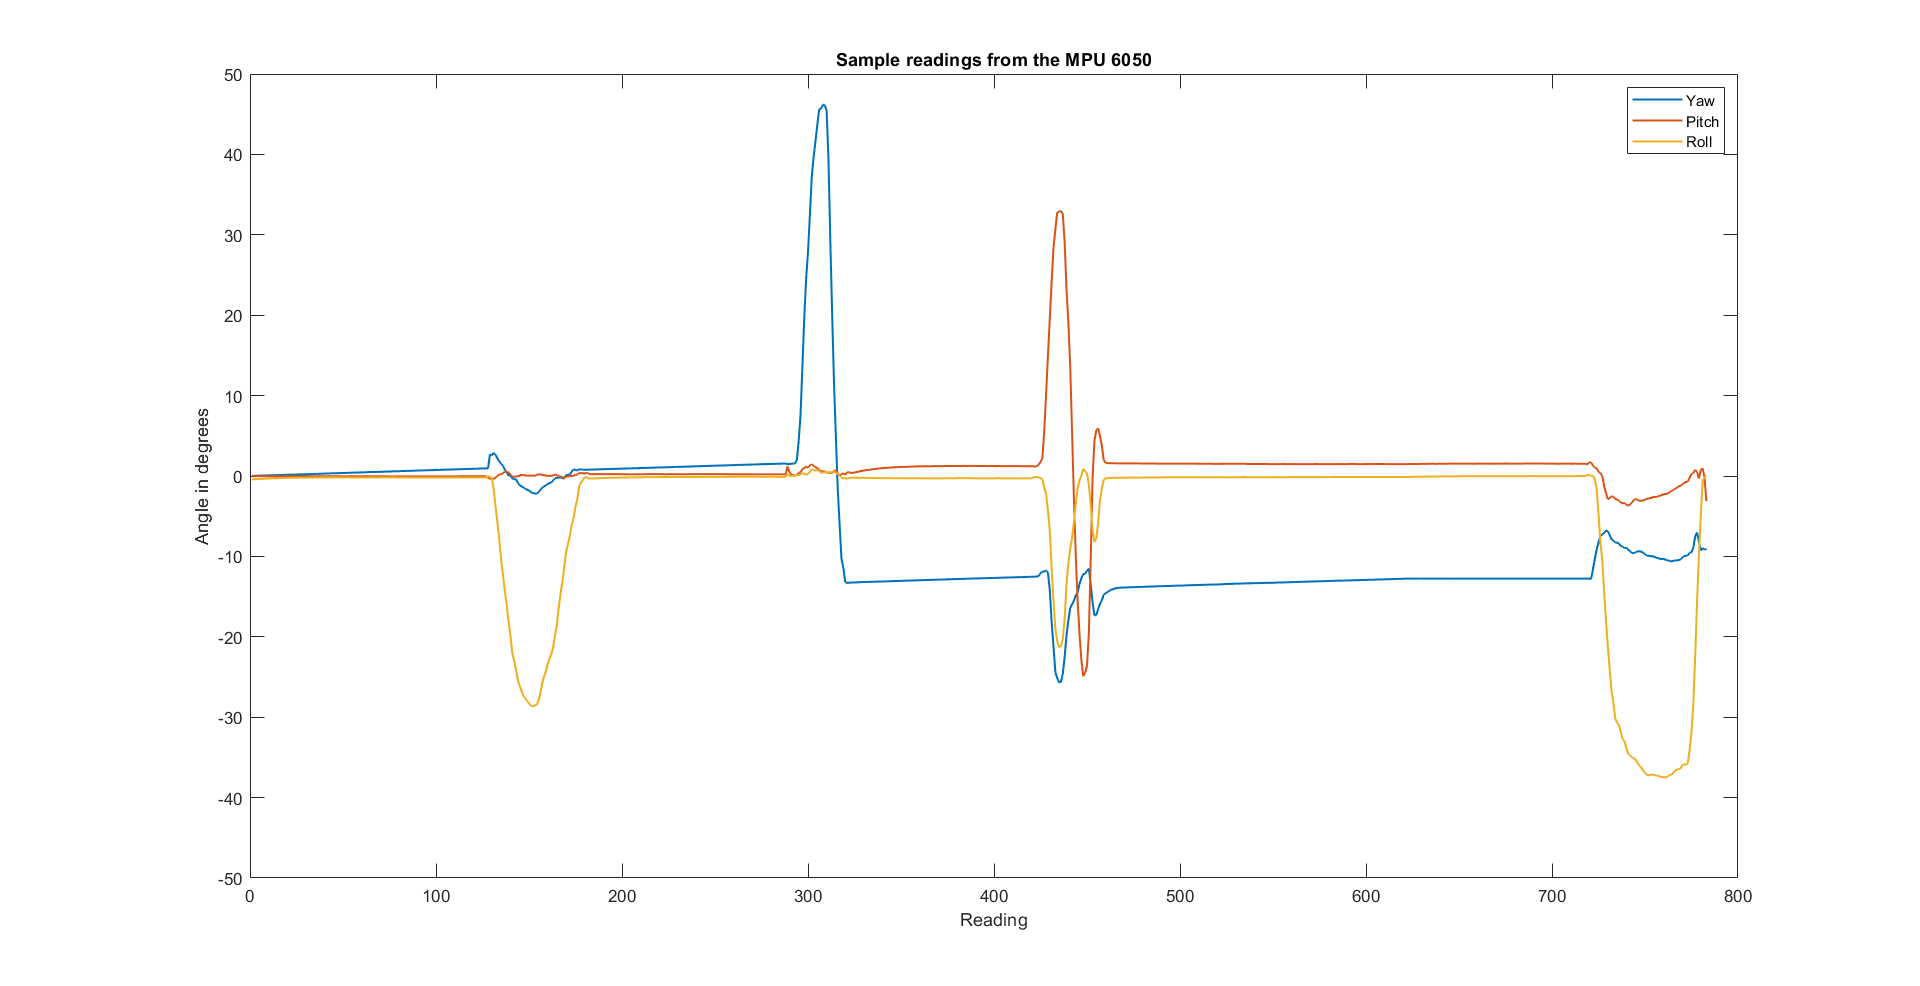 Sample readings from the MPU 6050
Yaw
Pitch
Roll
50
40
30
20
10
0
-10
-20
-30
-40
-50
Angle in degrees
0 100 200 300 400 500 600 700 800
Reading